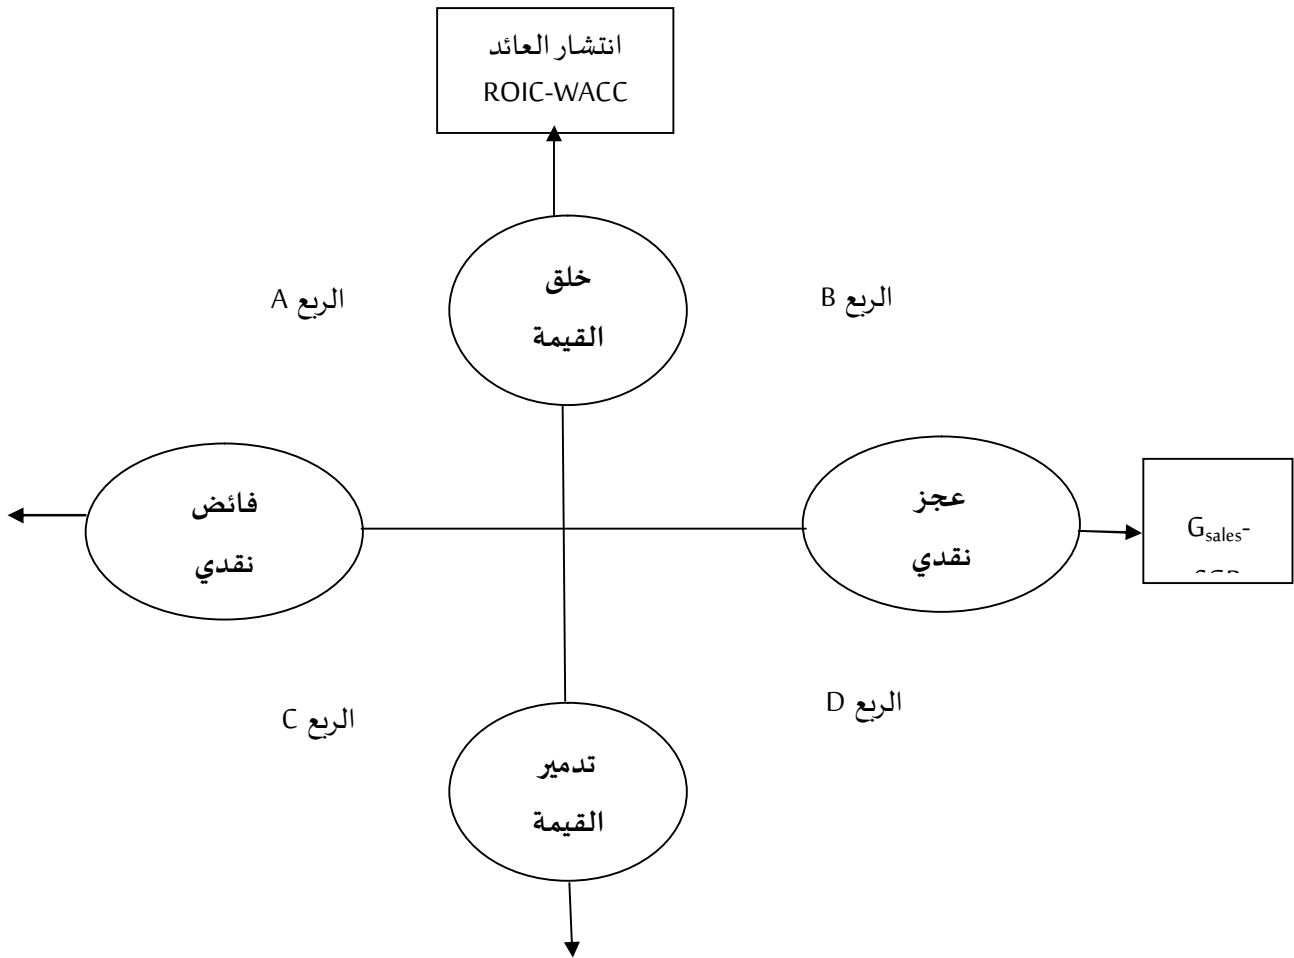 انتشار العائد
ROIC-WACC
خلق
القيمة
الربع A
الربع B
فائض
نقدي
عجز
نقدي
Gsales-
الربع C
الربع D
تدمير
القيمة